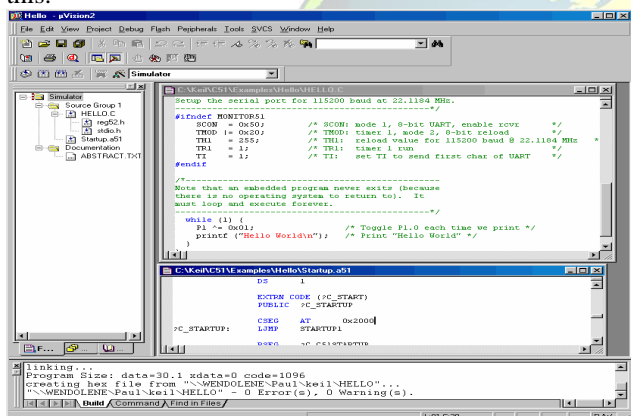 this:
Hello - µVision2
File Edit View Project Debug Flash Peripherals Tools SVCS Window Help
Simulator
Simulator
Source Group 1
HELLO.C
reg52.h
stdio.h
Startup.a51
Documentation
ABSTRACT.TXT
F...
C:\Keil\C51\Examples\Hello\HELLO.C
Setup the serial port for 115200 baud at 22.1184 MHz.
------------------------------------------------*/
#ifndef MONITOR51
SCON = 0x50; /* SCON: mode 1, 8-bit UART, enable rcvr */
TMOD |= 0x20; /* TMOD: timer 1, mode 2, 8-bit reload */
TH1 = 255; /* TH1: reload value for 115200 baud @ 22.1184 MHz *
TR1 = 1; /* TR1: timer 1 run */
TI = 1; /* TI: set TI to send first char of UART */
#endif
/*------------------------------------------------
Note that an embedded program never exits (because
there is no operating system to return to). It
must loop and execute forever.
------------------------------------------------*/
while (1) {
P1 ^= 0x01; /* Toggle P1.0 each time we print */
printf ("Hello World\n"); /* Print "Hello World" */
}
C:\Keil\C51\Examples\Hello\Startup.a51
DS 1
EXTRN CODE (?C_START)
PUBLIC ?C_STARTUP
CSEG AT 0x2000
?C_STARTUP: LJMP STARTUP1
RSEG ?C_C51STARTUP
linking...
Program Size: data=30.1 xdata=0 code=1096
creating hex file from "\\WENDOLENE\Paul\keil\HELLO"...
"\\WENDOLENE\Paul\keil\HELLO" - 0 Error(s), 0 Warning(s).
Build Command Find in Files